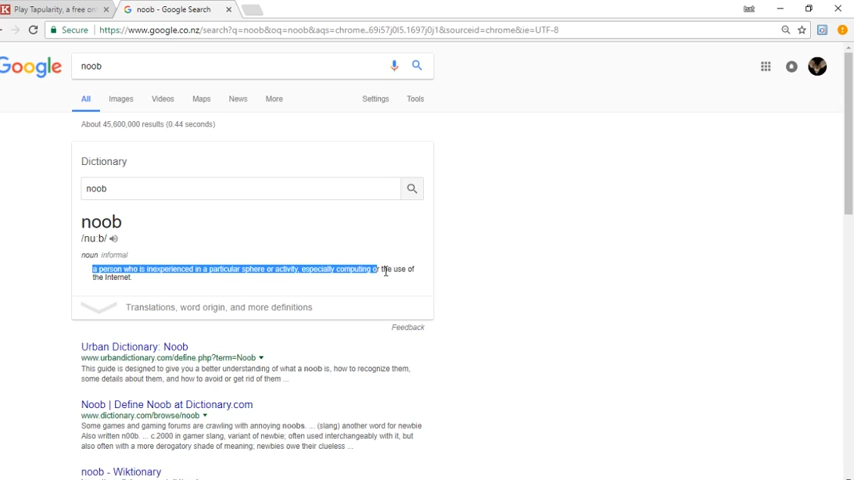 Play Tapularity, a free onl
noob - Google Search
Secure
https://www.google.co.nz/search?q=noob&oq=noob&aqs=chrome..69i57j0l5.1697j0j1&sourceid=chrome&ie=UTF-8
Google
noob
All Images Videos Maps News More Settings Tools
About 45,600,000 results (0.44 seconds)
Dictionary
noob
noob
/nuːb/
noun informal
a person who is inexperienced in a particular sphere or activity, especially computing or the use of
the Internet.
Translations, word origin, and more definitions
Feedback
Urban Dictionary: Noob
www.urbandictionary.com/define.php?term=Noob
This guide is designed to give you a better understanding of what a noob is, how to recognize them,
some details about them, and how to avoid or get rid of them ...
Noob | Define Noob at Dictionary.com
www.dictionary.com/browse/noob
Some games and gaming forums are crawling with annoying noobs. ... (slang) another word for newbie
Also written n00b. ... c.2000 in gamer slang, variant of newbie; often used interchangeably with it, but
also often with a more derogatory shade of meaning; newbies owe their clueless ...
noob - Wiktionary